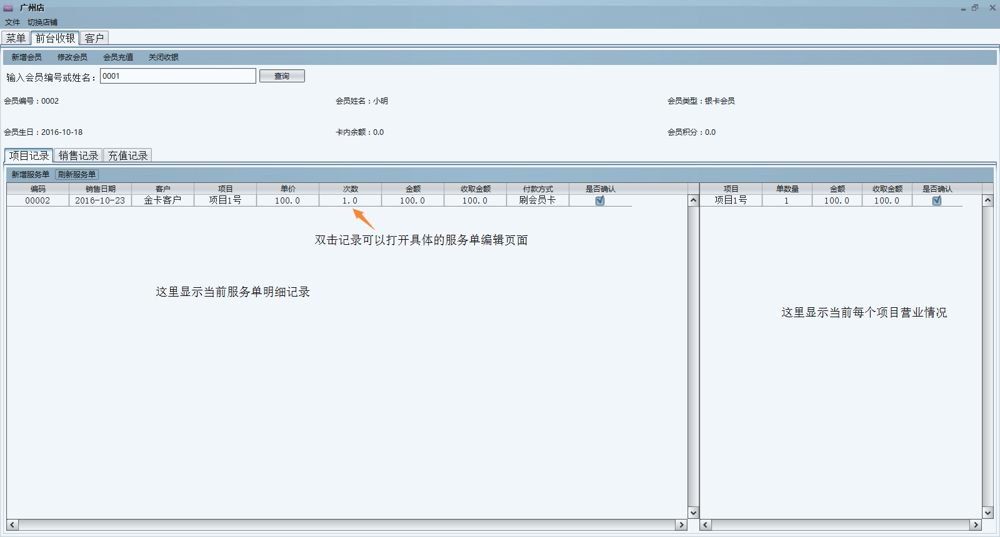 广州店
文件 切换店铺
菜单 前台收银 客户
新增会员 修改会员 会员充值 关闭收银
输入会员编号或姓名： 0001 查询
会员编号：0002 会员姓名：小明 会员类型：银卡会员
会员生日：2016-10-18 卡内余额：0.0 会员积分：0.0
项目记录 销售记录 充值记录
新增服务单 刷新服务单
编码 销售日期 客户 项目 单价 次数 金额 收取金额 付款方式 是否确认 项目 单数量 金额 收取金额 是否确认
00002 2016-10-23 金卡客户 项目1号 100.0 1.0 100.0 100.0 刷会员卡 项目1号 1 100.0 100.0
双击记录可以打开具体的服务单编辑页面
这里显示当前服务单明细记录
这里显示当前每个项目营业情况